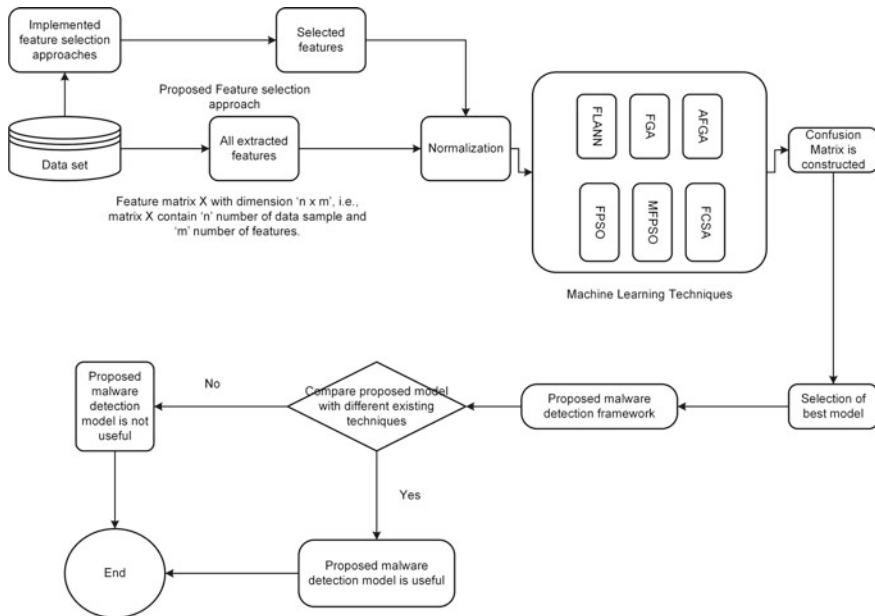 Implemented
feature selection
approaches
Selected
features
Proposed Feature selection
approach
Data set
All extracted
features
Normalization
Feature matrix X with dimension ‘n x m’, i.e.,
matrix X contain ‘n’ number of data sample and
‘m’ number of features.
FLANN
FGA
AFGA
FPSO
MFPSO
FCSA
Machine Learning Techniques
Confusion
Matrix is
constructed
Selection of
best model
Proposed malware
detection framework
Compare proposed model
with different existing
techniques
No
Proposed
malware
detection
model is not
useful
Yes
Proposed malware
detection model is useful
End